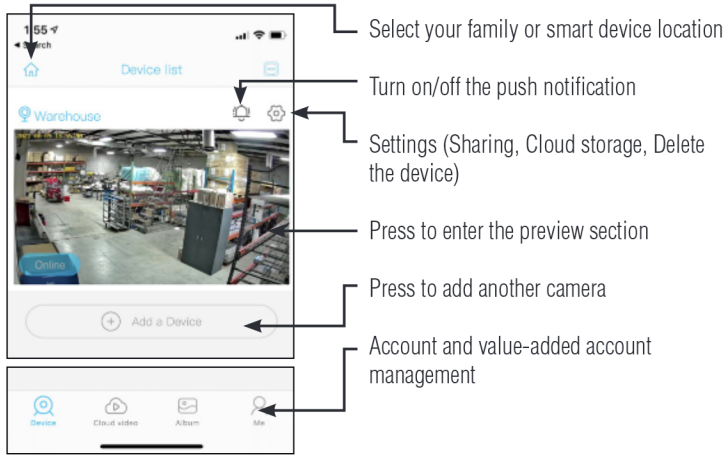 1:55
Search
Device list
Warehouse
Online
Add a Device
Device
Cloud video
Album
Me
Select your family or smart device location
Turn on/off the push notification
Settings (Sharing, Cloud storage, Delete
the device)
Press to enter the preview section
Press to add another camera
Account and value-added account
management